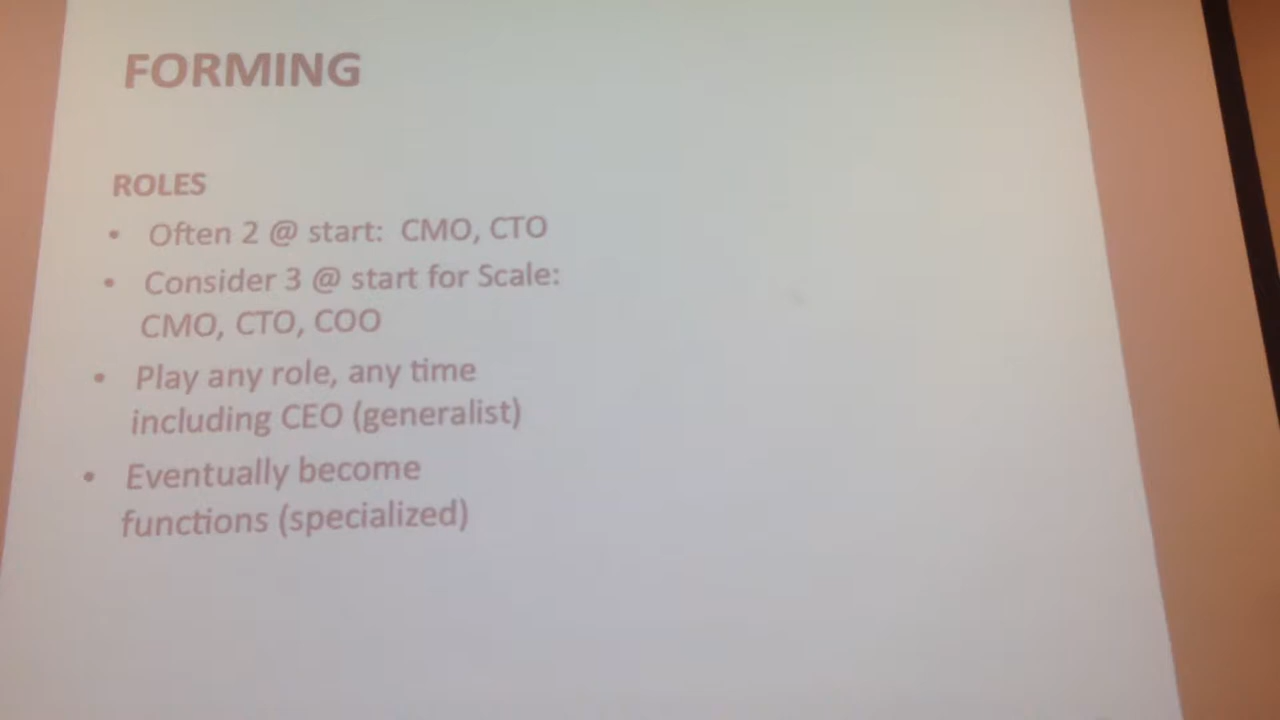 FORMING
ROLES
• Often 2 @ start: CMO, CTO
• Consider 3 @ start for Scale:
CMO, CTO, COO
• Play any role, any time
including CEO (generalist)
• Eventually become
functions (specialized)